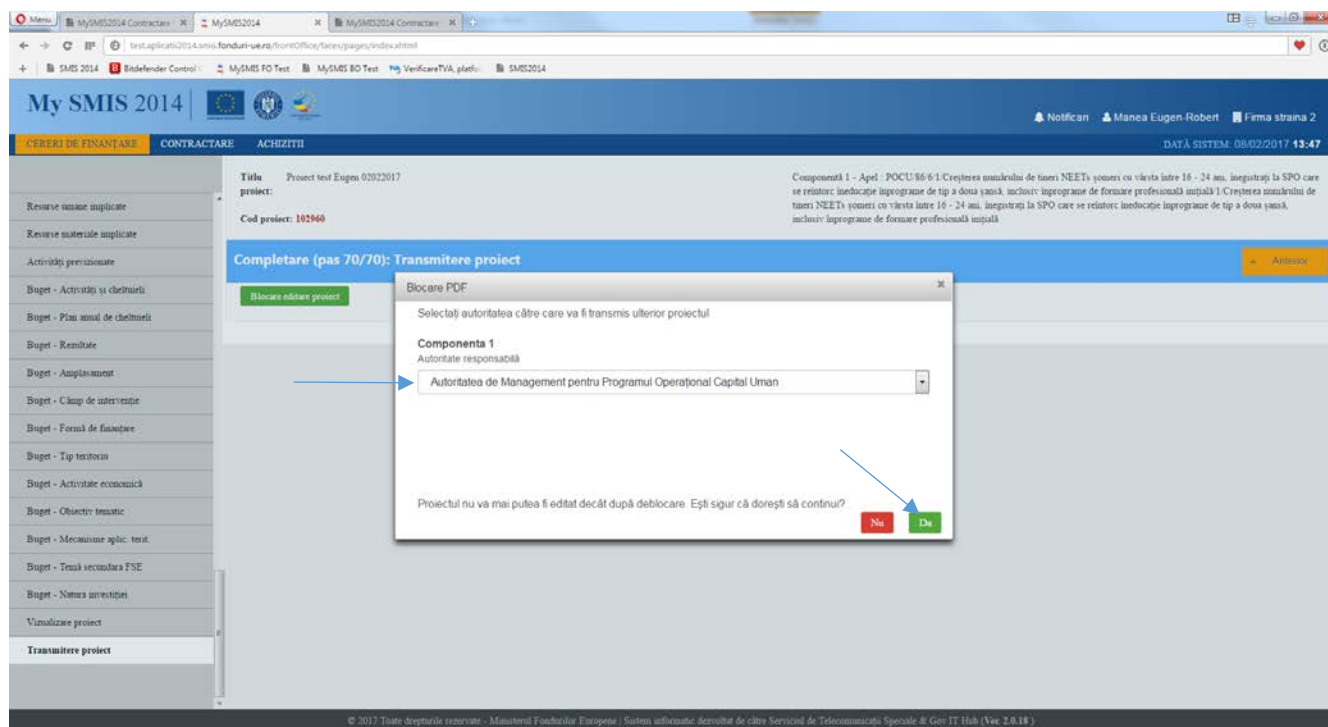 Meniu
MySMIS2014 Contractare
MySMIS2014
MySMIS2014 Contractare
test.aplicatii2014.smis.fonduri-ue.ro/frontOffice/faces/pages/index.xhtml
SMIS 2014 Bitdefender Control MySMIS FO Test MySMIS BO Test VerificareTVA, platfo SMIS2014
My SMIS 2014
Notificari Manea Eugen-Robert Firma straina 2
CERERI DE FINANȚARE CONTRACTARE ACHIZITII DATĂ SISTEM: 08/02/2017 13:47
Titlu proiect: Proiect test Eugen 02022017
Cod proiect: 102960
Componentă 1 - Apel : POCU/86/6/1/Creșterea numărului de tineri NEETs șomeri cu vârsta între 16 - 24 ani, înegistrați la SPO care
se reîntorc îneducație înprograme de tip a doua șansă, inclusiv înprograme de formare profesională inițială/1/Creșterea numărului de
tineri NEETs șomeri cu vârsta între 16 - 24 ani, înegistrați la SPO care se reîntorc îneducație înprograme de tip a doua șansă,
inclusiv înprograme de formare profesională inițială
Resurse umane implicate
Resurse materiale implicate
Activități previzionate
Buget - Activități și cheltuieli
Buget - Plan anual de cheltuieli
Buget - Rezultate
Buget - Amplasament
Buget - Câmp de intervenție
Buget - Formă de finanțare
Buget - Tip teritoriu
Buget - Activitate economică
Buget - Obiectiv tematic
Buget - Mecanisme aplic. terit.
Buget - Temă secundara FSE
Buget - Natura investiției
Vizualizare proiect
Transmitere proiect
Completare (pas 70/70): Transmitere proiect
Anterior
Blocare editare proiect
Blocare PDF
Selectați autoritatea către care va fi transmis ulterior proiectul
Componenta 1
Autoritate responsabilă
Autoritatea de Management pentru Programul Operațional Capital Uman
Proiectul nu va mai putea fi editat decât după deblocare. Ești sigur că dorești să continui?
Nu Da
© 2017 Toate drepturile rezervate - Ministerul Fondurilor Europene | Sistem informatic dezvoltat de către Serviciul de Telecomunicații Speciale & Gov IT Hub (Ver. 2.0.18 )